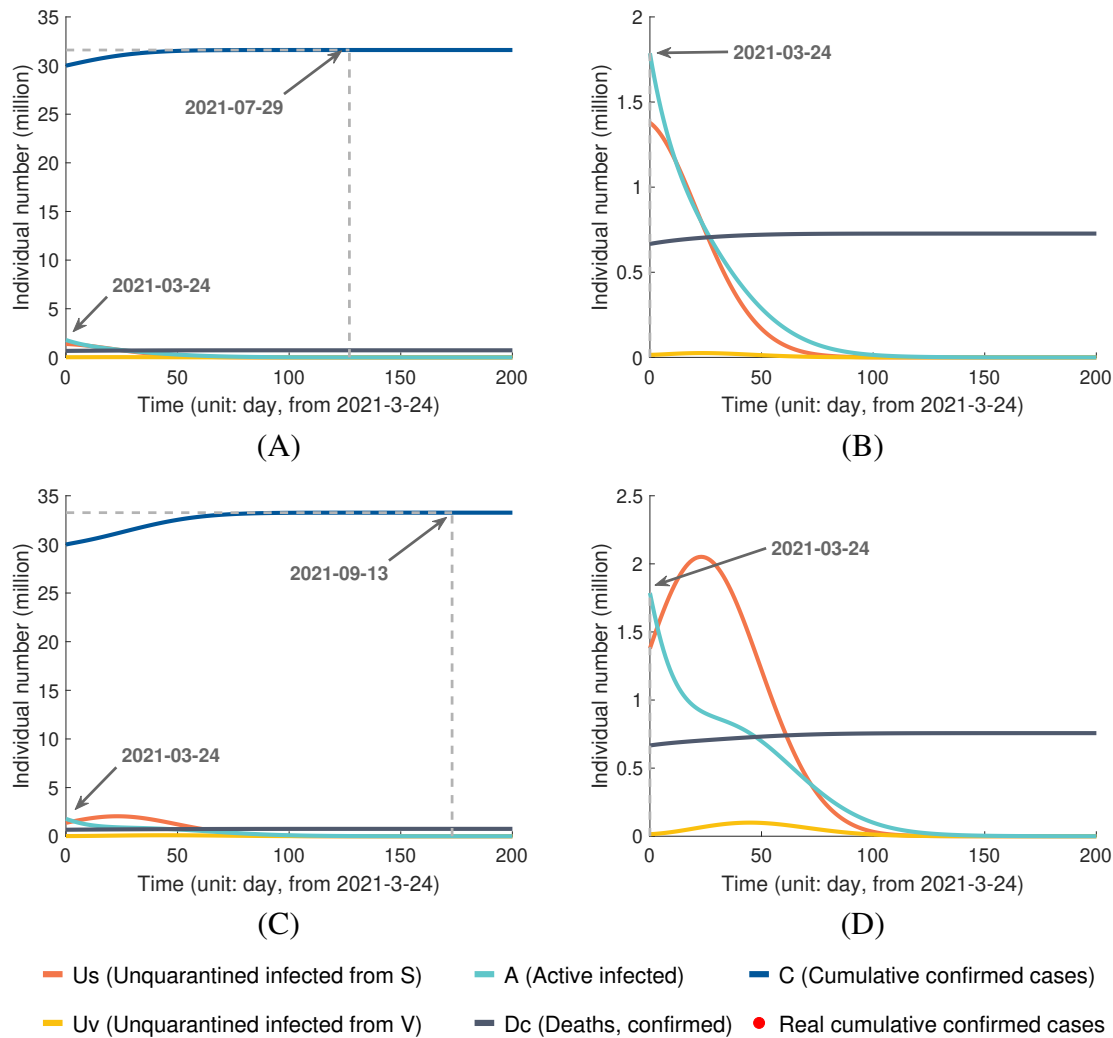 35
30
25
20
15
10
5
0
Individual number (million)
2021-07-29
2021-03-24
0 50 100 150 200
Time (unit: day, from 2021-3-24)
(A)
2
1.5
1
0.5
0
Individual number (million)
2021-03-24
0 50 100 150 200
Time (unit: day, from 2021-3-24)
(B)
35
30
25
20
15
10
5
0
Individual number (million)
2021-09-13
2021-03-24
0 50 100 150 200
Time (unit: day, from 2021-3-24)
(C)
2.5
2
1.5
1
0.5
0
Individual number (million)
2021-03-24
0 50 100 150 200
Time (unit: day, from 2021-3-24)
(D)
Us (Unquarantined infected from S)
A (Active infected)
C (Cumulative confirmed cases)
Uv (Unquarantined infected from V)
Dc (Deaths, confirmed)
Real cumulative confirmed cases